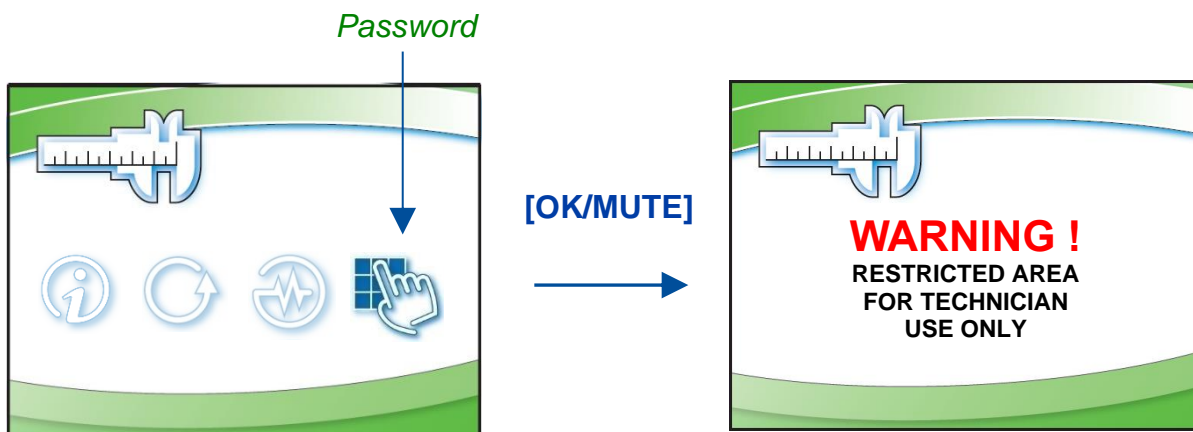 Password
[OK/MUTE]
WARNING !
RESTRICTED AREA
FOR TECHNICIAN
USE ONLY